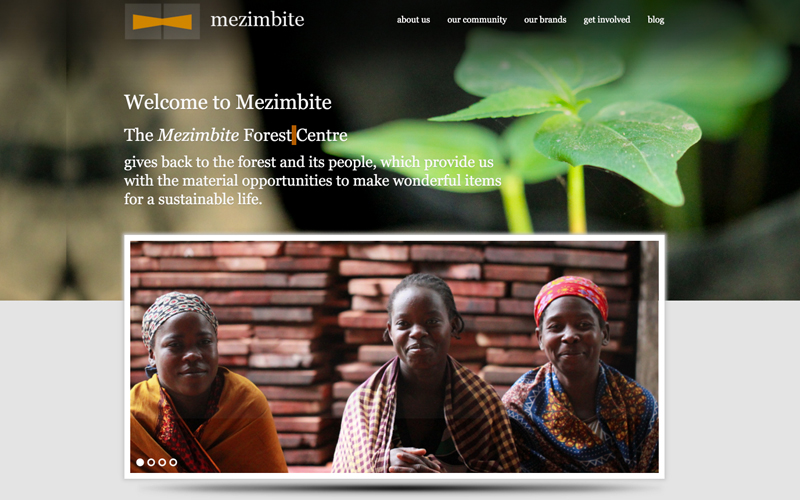 mezimbite
about us our community our brands get involved blog
Welcome to Mezimbite
The Mezimbite Forest Centre
gives back to the forest and its people, which provide us
with the material opportunities to make wonderful items
for a sustainable life.